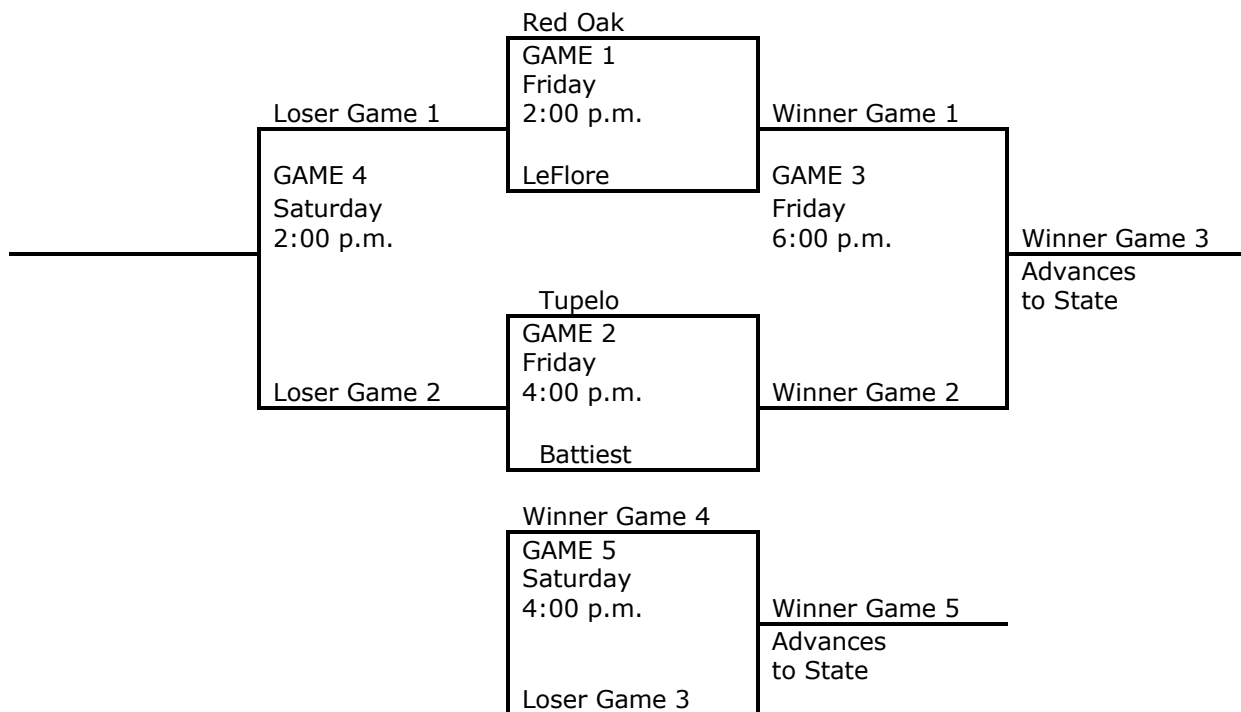 Red Oak
GAME 1
Friday
2:00 p.m.
LeFlore
Loser Game 1
Winner Game 1
GAME 4
Saturday
2:00 p.m.
GAME 3
Friday
6:00 p.m.
Winner Game 3
Advances
to State
Tupelo
GAME 2
Friday
4:00 p.m.
Battiest
Loser Game 2
Winner Game 2
Winner Game 4
GAME 5
Saturday
4:00 p.m.
Loser Game 3
Winner Game 5
Advances
to State